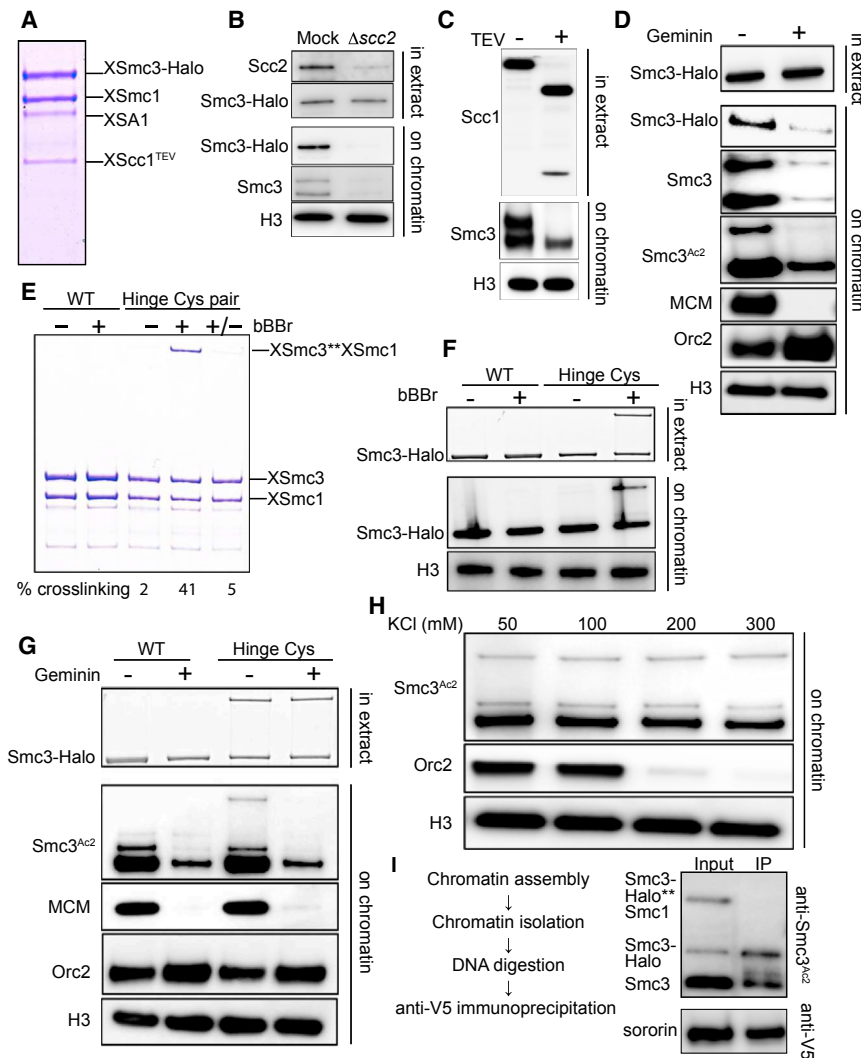 A
XSmc3-Halo
XSmc1
XSA1
XScc1TEV
B
Mock Δscc2
Scc2
Smc3-Halo
in extract
Smc3-Halo
Smc3
H3
on chromatin
C
TEV - +
Scc1
in extract
Smc3
H3
on chromatin
D
Geminin - +
Smc3-Halo
in extract
Smc3-Halo
Smc3
Smc3Ac2
MCM
Orc2
H3
on chromatin
E
WT Hinge Cys pair
− + − + +/− bBBr
XSmc3**XSmc1
XSmc3
XSmc1
% crosslinking 2 41 5
F
WT Hinge Cys
bBBr - + - +
Smc3-Halo
in extract
Smc3-Halo
H3
on chromatin
G
WT Hinge Cys
Geminin - + - +
Smc3-Halo
in extract
Smc3Ac2
MCM
Orc2
H3
on chromatin
H
KCl (mM) 50 100 200 300
Smc3Ac2
Orc2
H3
on chromatin
I
Chromatin assembly
↓
Chromatin isolation
↓
DNA digestion
↓
anti-V5 immunoprecipitation
Input IP
Smc3-
Halo**
Smc1
Smc3-
Halo
Smc3
anti-Smc3Ac2
sororin
anti-V5